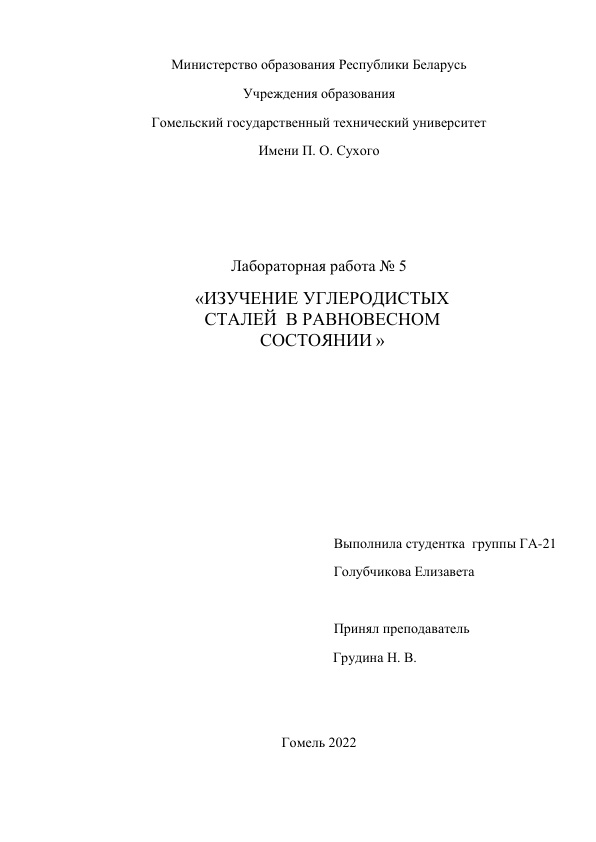 Министерство образования Республики Беларусь
Учреждения образования
Гомельский государственный технический университет
Имени П. О. Сухого
Лабораторная работа № 5
«ИЗУЧЕНИЕ УГЛЕРОДИСТЫХ
СТАЛЕЙ  В РАВНОВЕСНОМ
СОСТОЯНИИ »
Выполнила студентка  группы ГА-21
Голубчикова Елизавета
Принял преподаватель
Грудина Н. В.
Гомель 2022